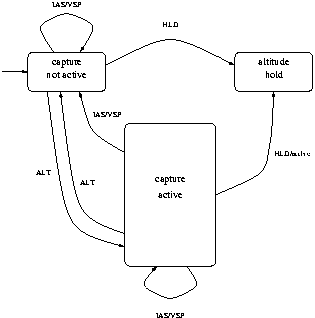 IAS/VSP
HLD
capture
not active
altitude
hold
IAS/VSP
HLD/active
ALT
ALT
capture
active
IAS/VSP